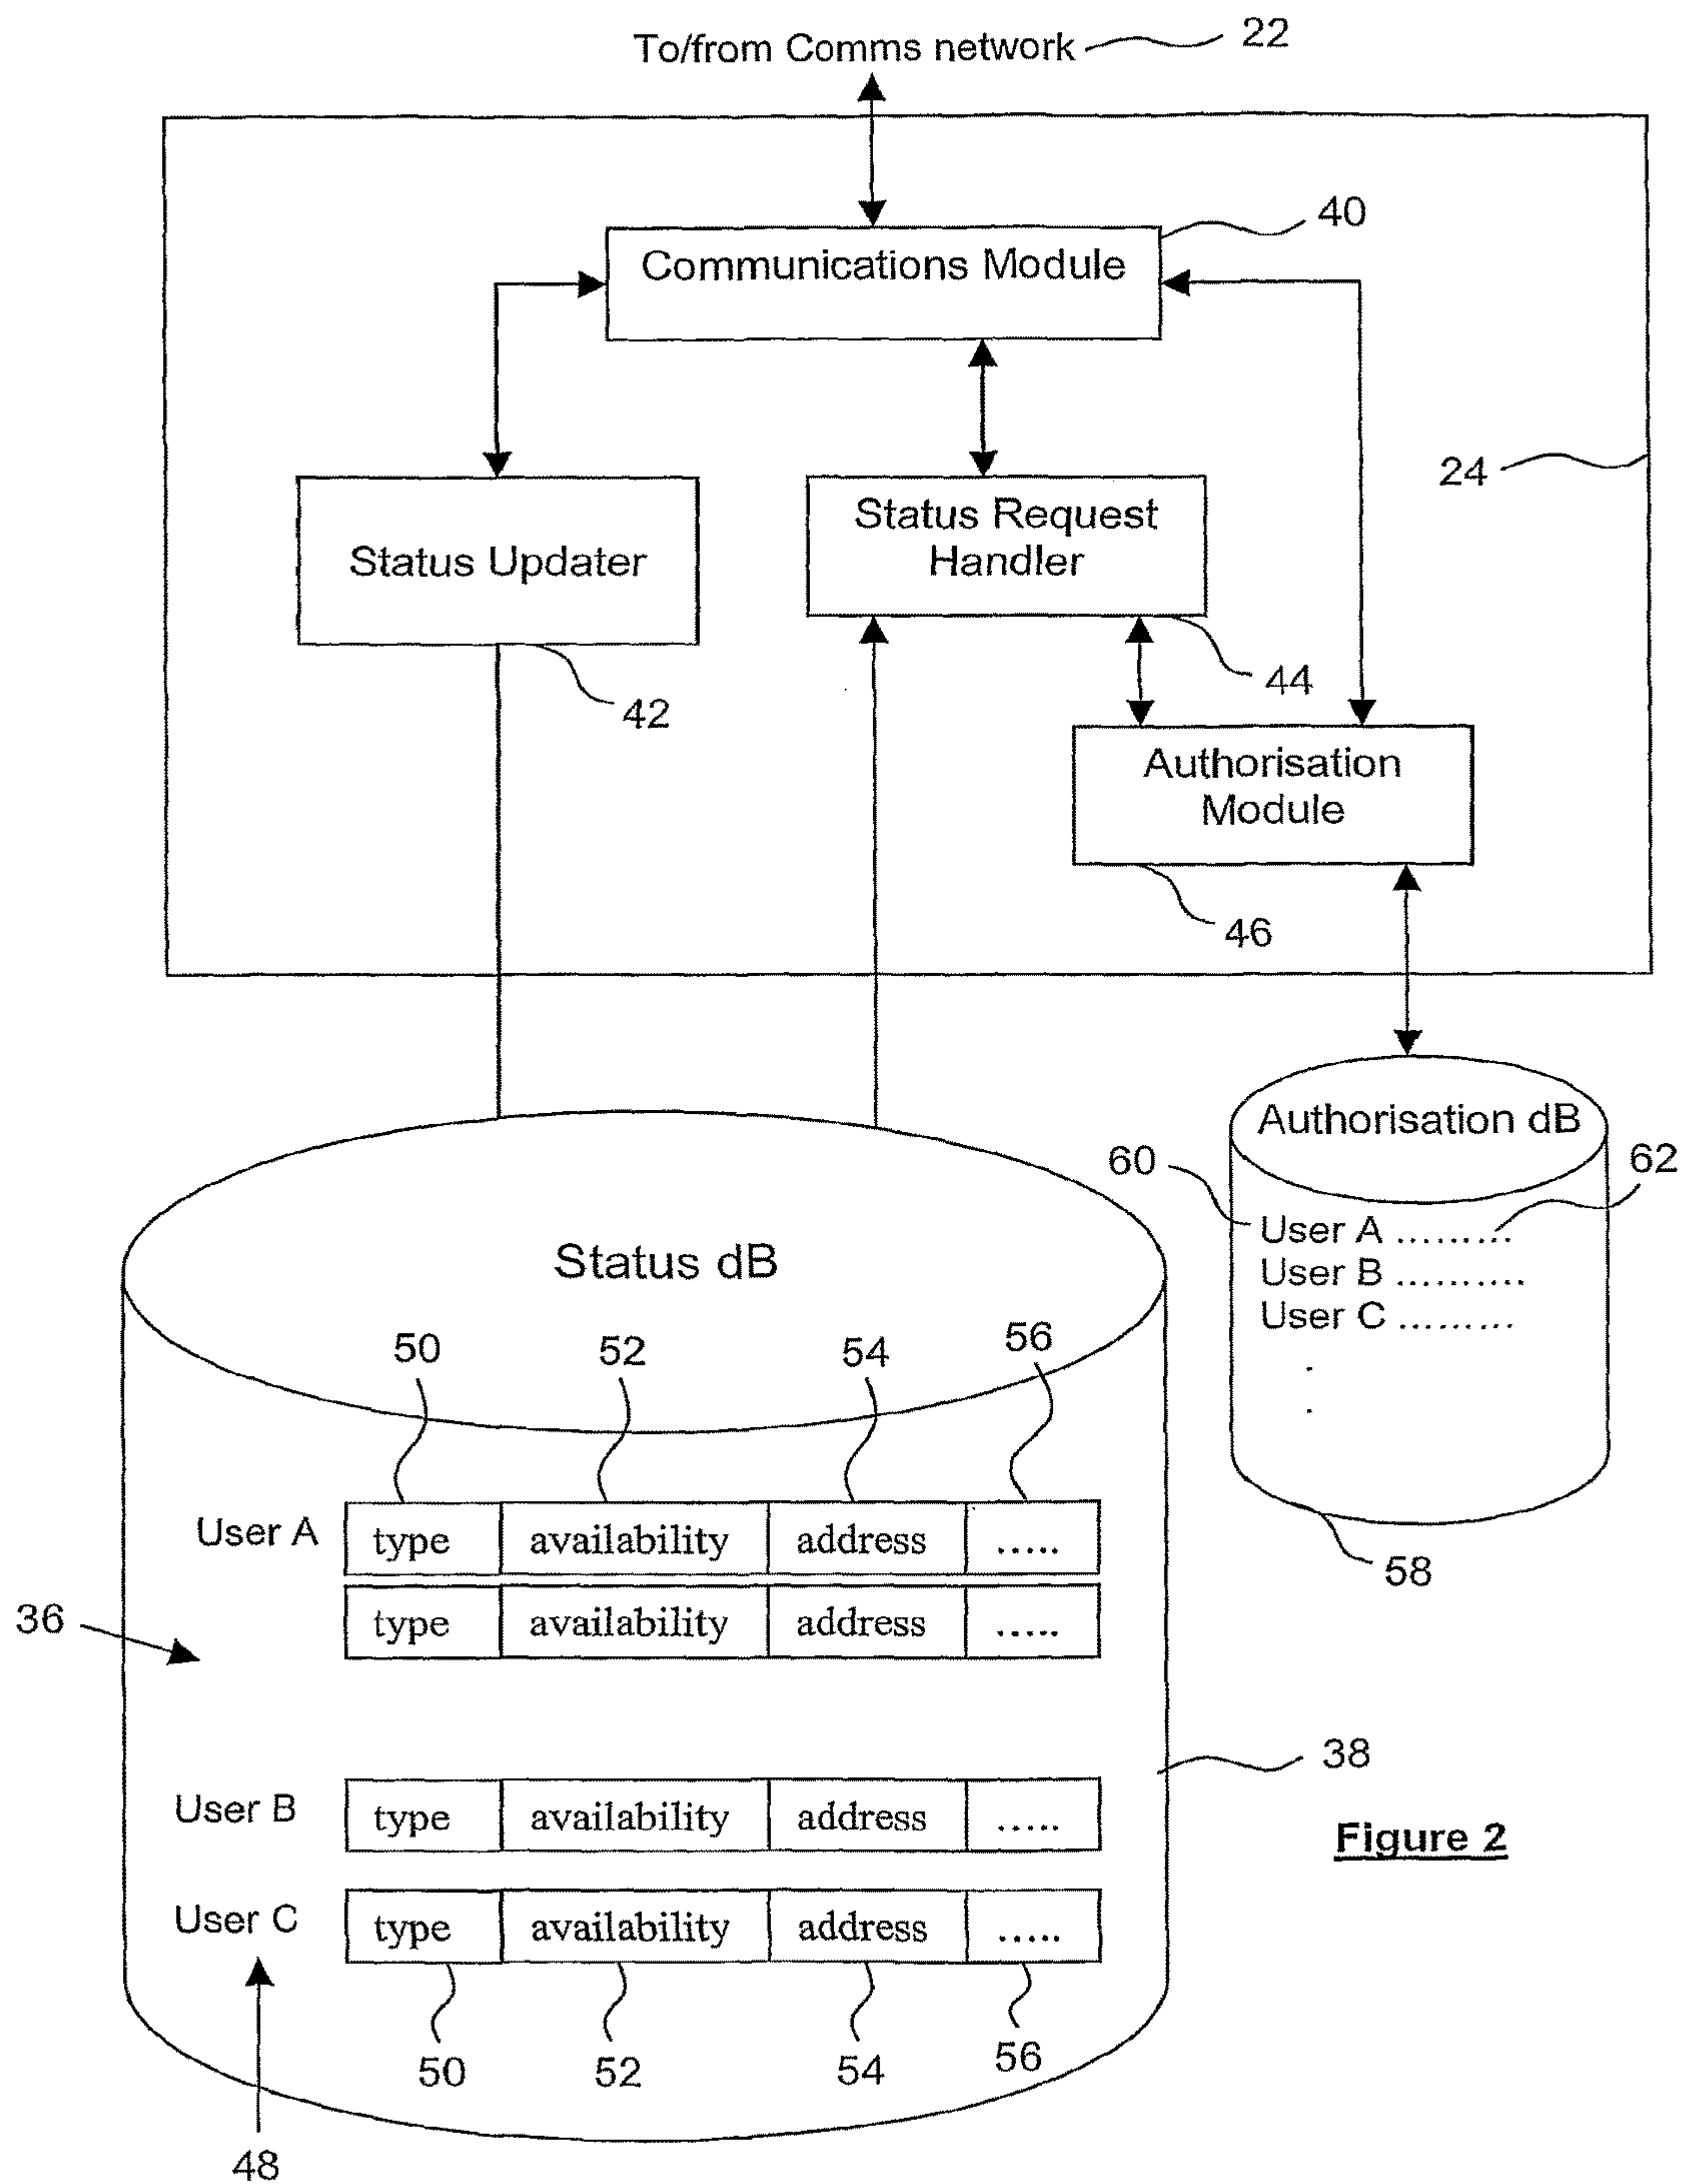 To/from Comms network 22
40
Communications Module
24
Status Updater
Status Request
Handler
44
42
Authorisation
Module
46
Authorisation dB
60 62
User A .........
User B ..........
User C .........
.
.
58
Status dB
50 52 54 56
User A type availability address .....
36
type availability address .....
38
User B type availability address .....
Figure 2
User C type availability address .....
50 52 54 56
48